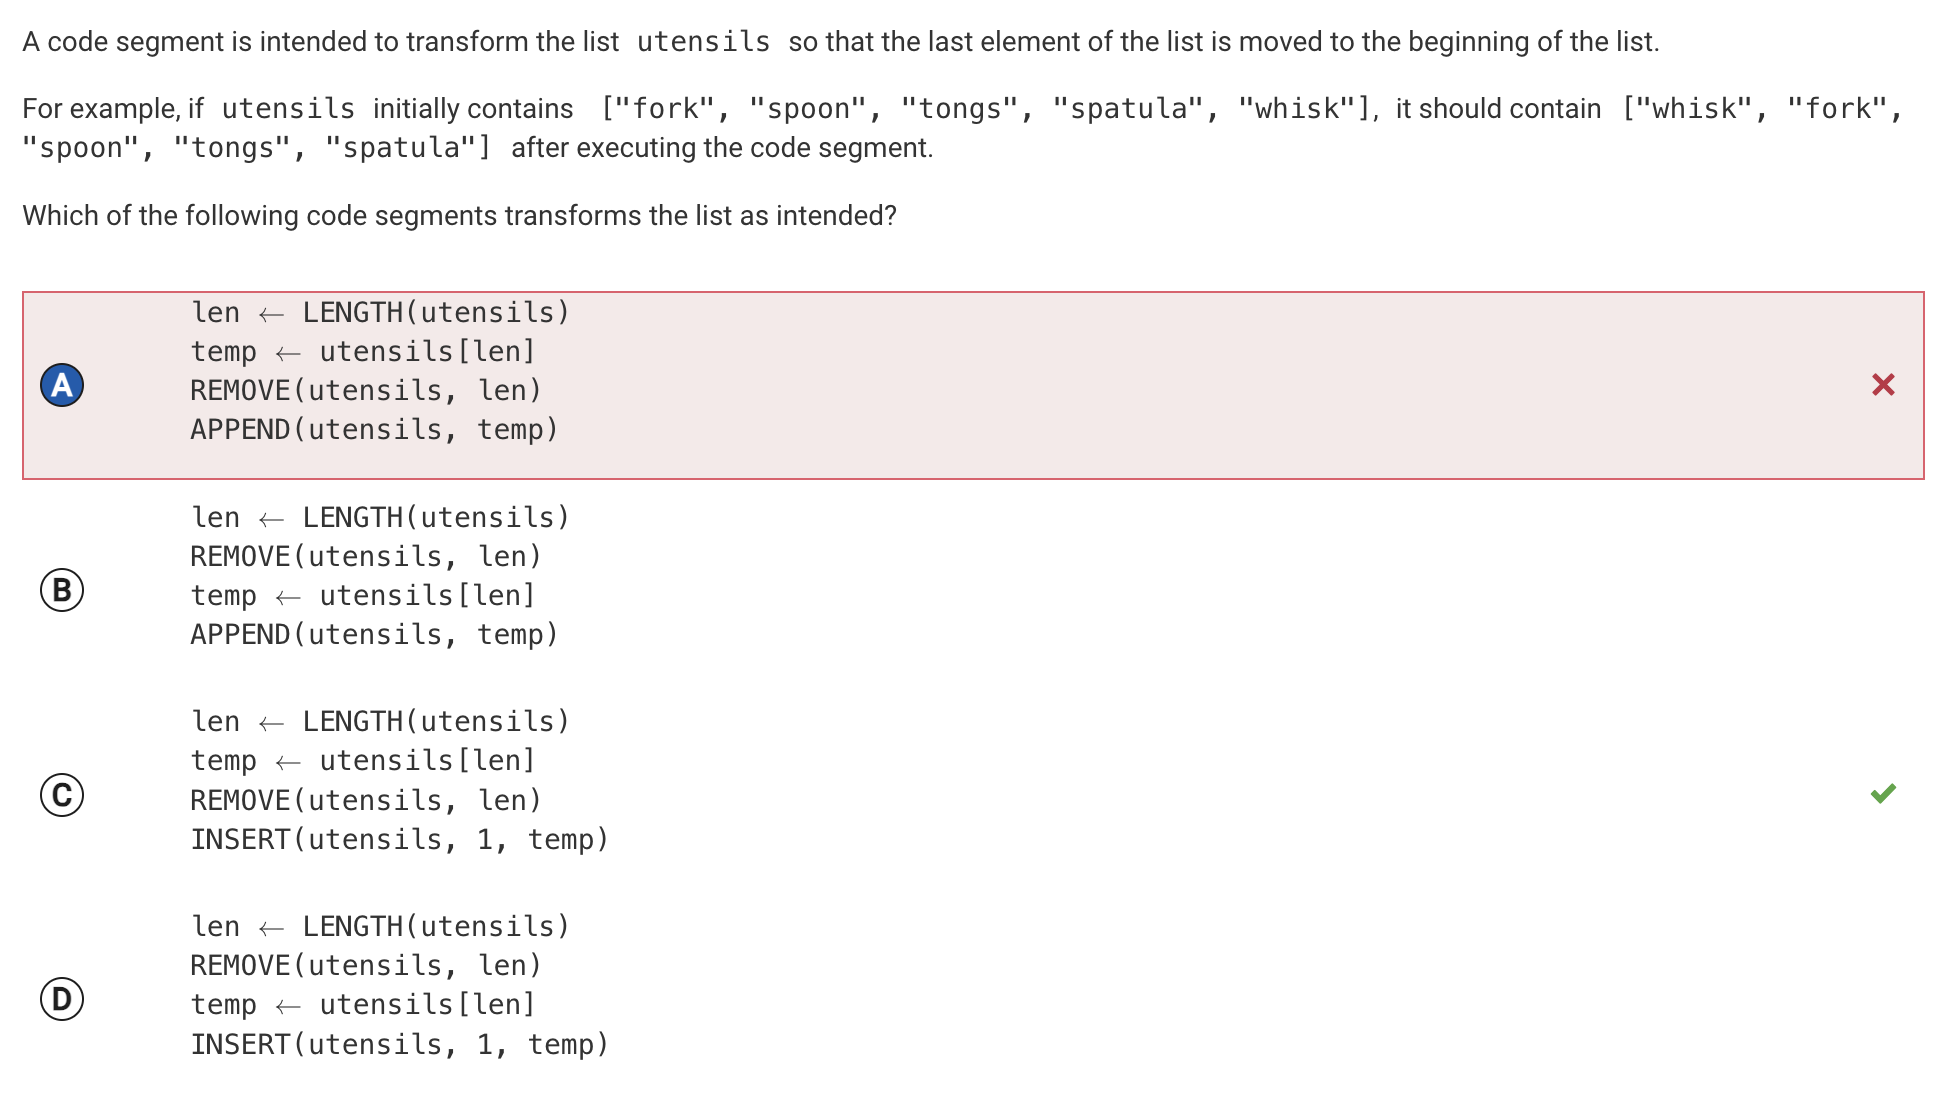 A code segment is intended to transform the list utensils so that the last element of the list is moved to the beginning of the list.
For example, if utensils initially contains ["fork", "spoon", "tongs", "spatula", "whisk"], it should contain ["whisk", "fork",
"spoon", "tongs", "spatula"] after executing the code segment.
Which of the following code segments transforms the list as intended?
A
len ← LENGTH(utensils)
temp ← utensils[len]
REMOVE(utensils, len)
APPEND(utensils, temp)
B
len ← LENGTH(utensils)
REMOVE(utensils, len)
temp ← utensils[len]
APPEND(utensils, temp)
C
len ← LENGTH(utensils)
temp ← utensils[len]
REMOVE(utensils, len)
INSERT(utensils, 1, temp)
D
len ← LENGTH(utensils)
REMOVE(utensils, len)
temp ← utensils[len]
INSERT(utensils, 1, temp)